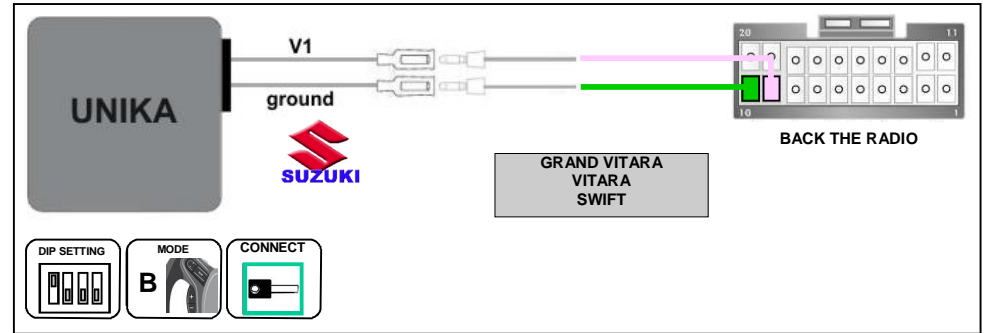 UNIKA
V1
ground
SUZUKI
20 11
10 1
BACK THE RADIO
GRAND VITARA
VITARA
SWIFT
DIP SETTING
MODE
B
CONNECT